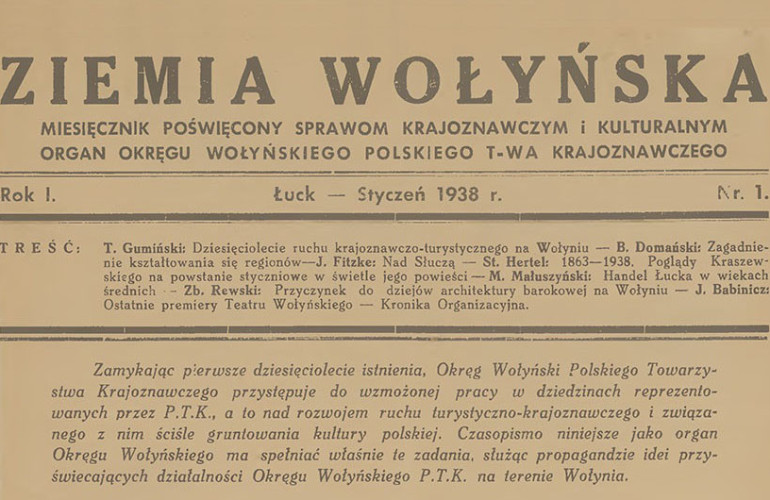 ZIEMIA WOŁYŃSKA
MIESIĘCZNIK POŚWIĘCONY SPRAWOM KRAJOZNAWCZYM i KULTURALNYM
ORGAN OKRĘGU WOŁYŃSKIEGO POLSKIEGO T-WA KRAJOZNAWCZEGO
Rok I. Łuck — Styczeń 1938 r. Nr. 1.
TREŚĆ: T. Gumiński: Dziesięciolecie ruchu krajoznawczo-turystycznego na Wołyniu — B. Domański: Zagadnie-
nie kształtowania się regionów—J. Fitzke: Nad Słuczą — St. Hertel: 1863—1938. Poglądy Kraszew-
skiego na powstanie styczniowe w świetle jego powieści — M. Małuszyński: Handel Łucka w wiekach
średnich - - Zb. Rewski: Przyczynek do dziejów architektury barokowej na Wołyniu — J. Babinicz:
Ostatnie premiery Teatru Wołyńskiego — Kronika Organizacyjna.
Zamykając pierwsze dziesięciolecie istnienia, Okręg Wołyński Polskiego Towarzy-
stwa Krajoznawczego przystępuje do wzmożonej pracy w dziedzinach reprezento-
wanych przez P.T.K., a to nad rozwojem ruchu turystyczno-krajoznawczego i związa-
nego z nim ściśle gruntowania kultury polskiej. Czasopismo niniejsze jako organ
Okręgu Wołyńskiego ma spełniać właśnie te zadania, służąc propagandzie idei przy-
świecających działalności Okręgu Wołyńskiego P.T.K. na terenie Wołynia.